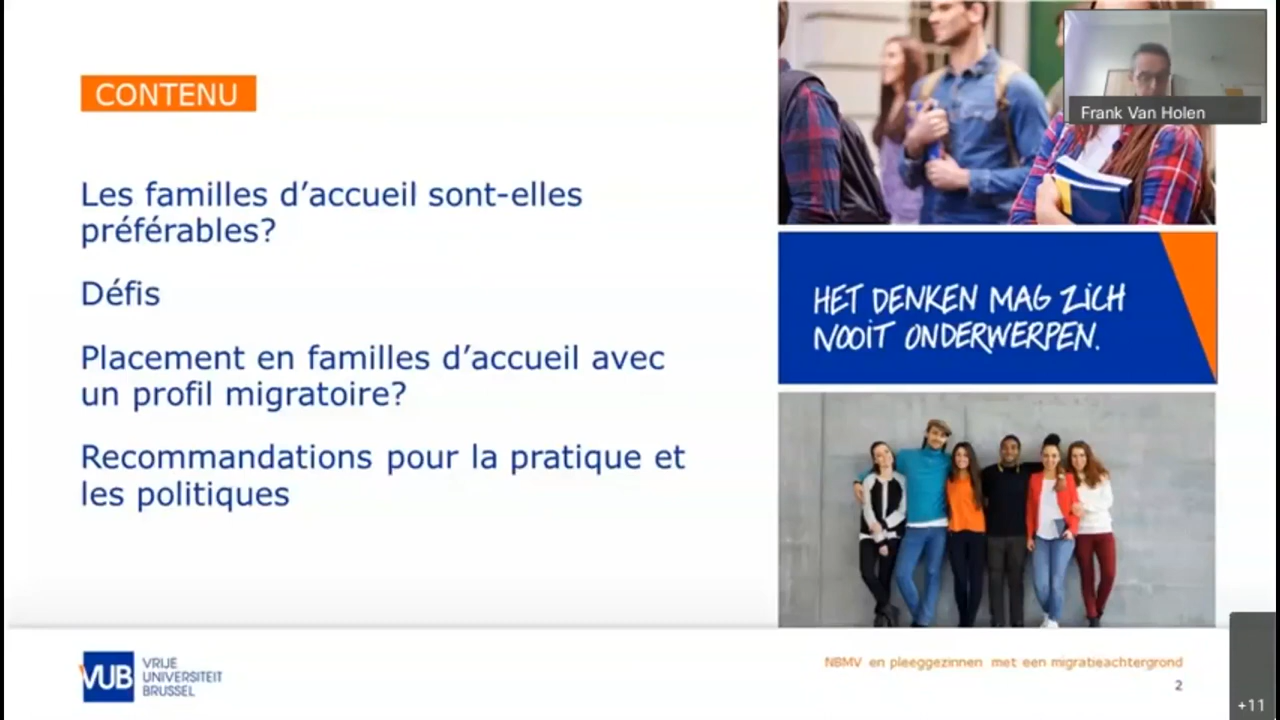 CONTENU
Les familles d’accueil sont-elles
préférables?
Défis
Placement en familles d’accueil avec
un profil migratoire?
Recommandations pour la pratique et
les politiques
Frank Van Holen
HET DENKEN MAG ZICH
NOOIT ONDERWERPEN.
VUB
VRIJE
UNIVERSITEIT
BRUSSEL
NBMV en pleeggezinnen met een migratieachtergrond
2
+11